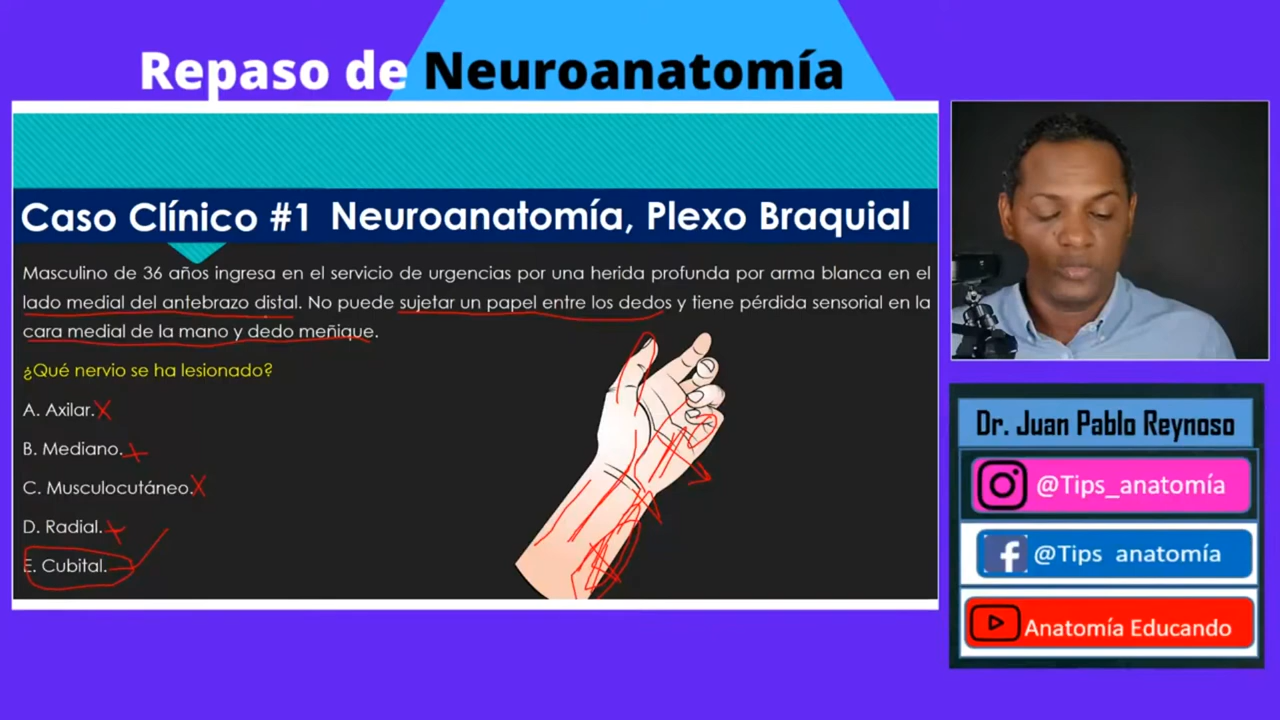 Repaso de Neuroanatomía
Caso Clínico #1 Neuroanatomía, Plexo Braquial
Masculino de 36 años ingresa en el servicio de urgencias por una herida profunda por arma blanca en el
lado medial del antebrazo distal. No puede sujetar un papel entre los dedos y tiene pérdida sensorial en la
cara medial de la mano y dedo meñique.
¿Qué nervio se ha lesionado?
A. Axilar.
B. Mediano.
C. Musculocutáneo.
D. Radial.
E. Cubital.
Dr. Juan Pablo Reynoso
@Tips_anatomía
@Tips anatomía
Anatomía Educando